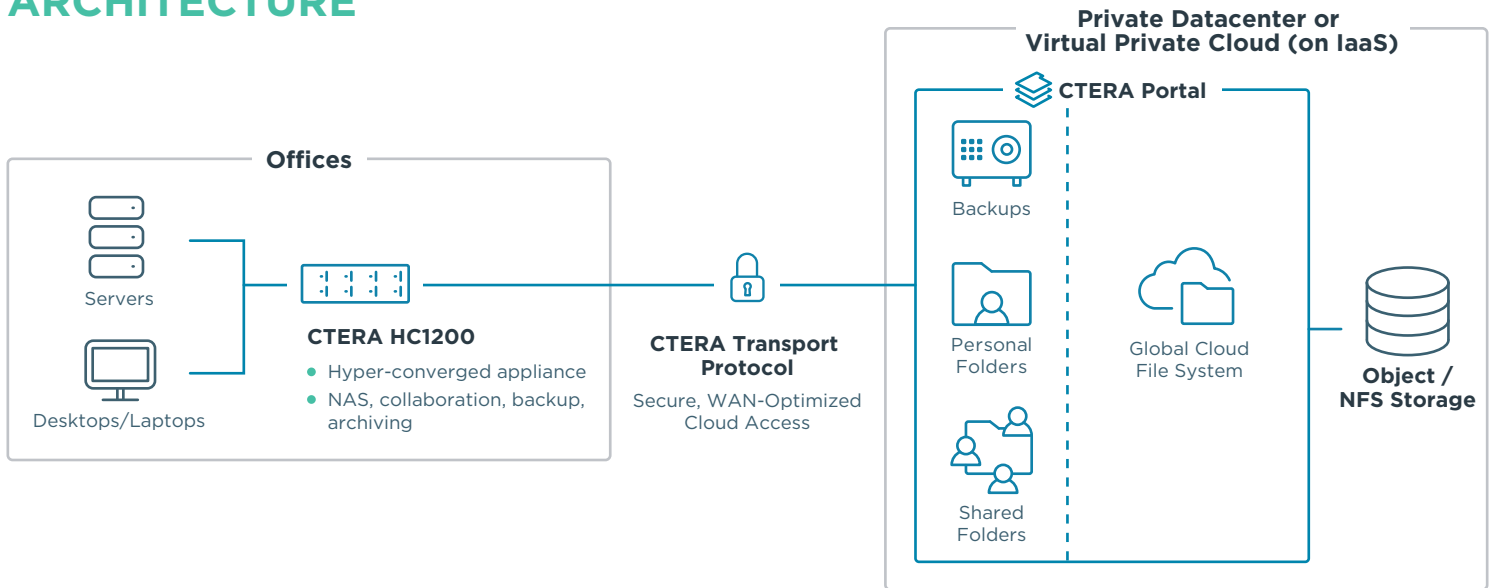 ARCHITECTURE
Offices
Servers
Desktops/Laptops
CTERA HC1200
• Hyper-converged appliance
• NAS, collaboration, backup,
archiving
CTERA Transport
Protocol
Secure, WAN-Optimized
Cloud Access
Private Datacenter or
Virtual Private Cloud (on IaaS)
CTERA Portal
Backups
Personal
Folders
Shared
Folders
Global Cloud
File System
Object /
NFS Storage